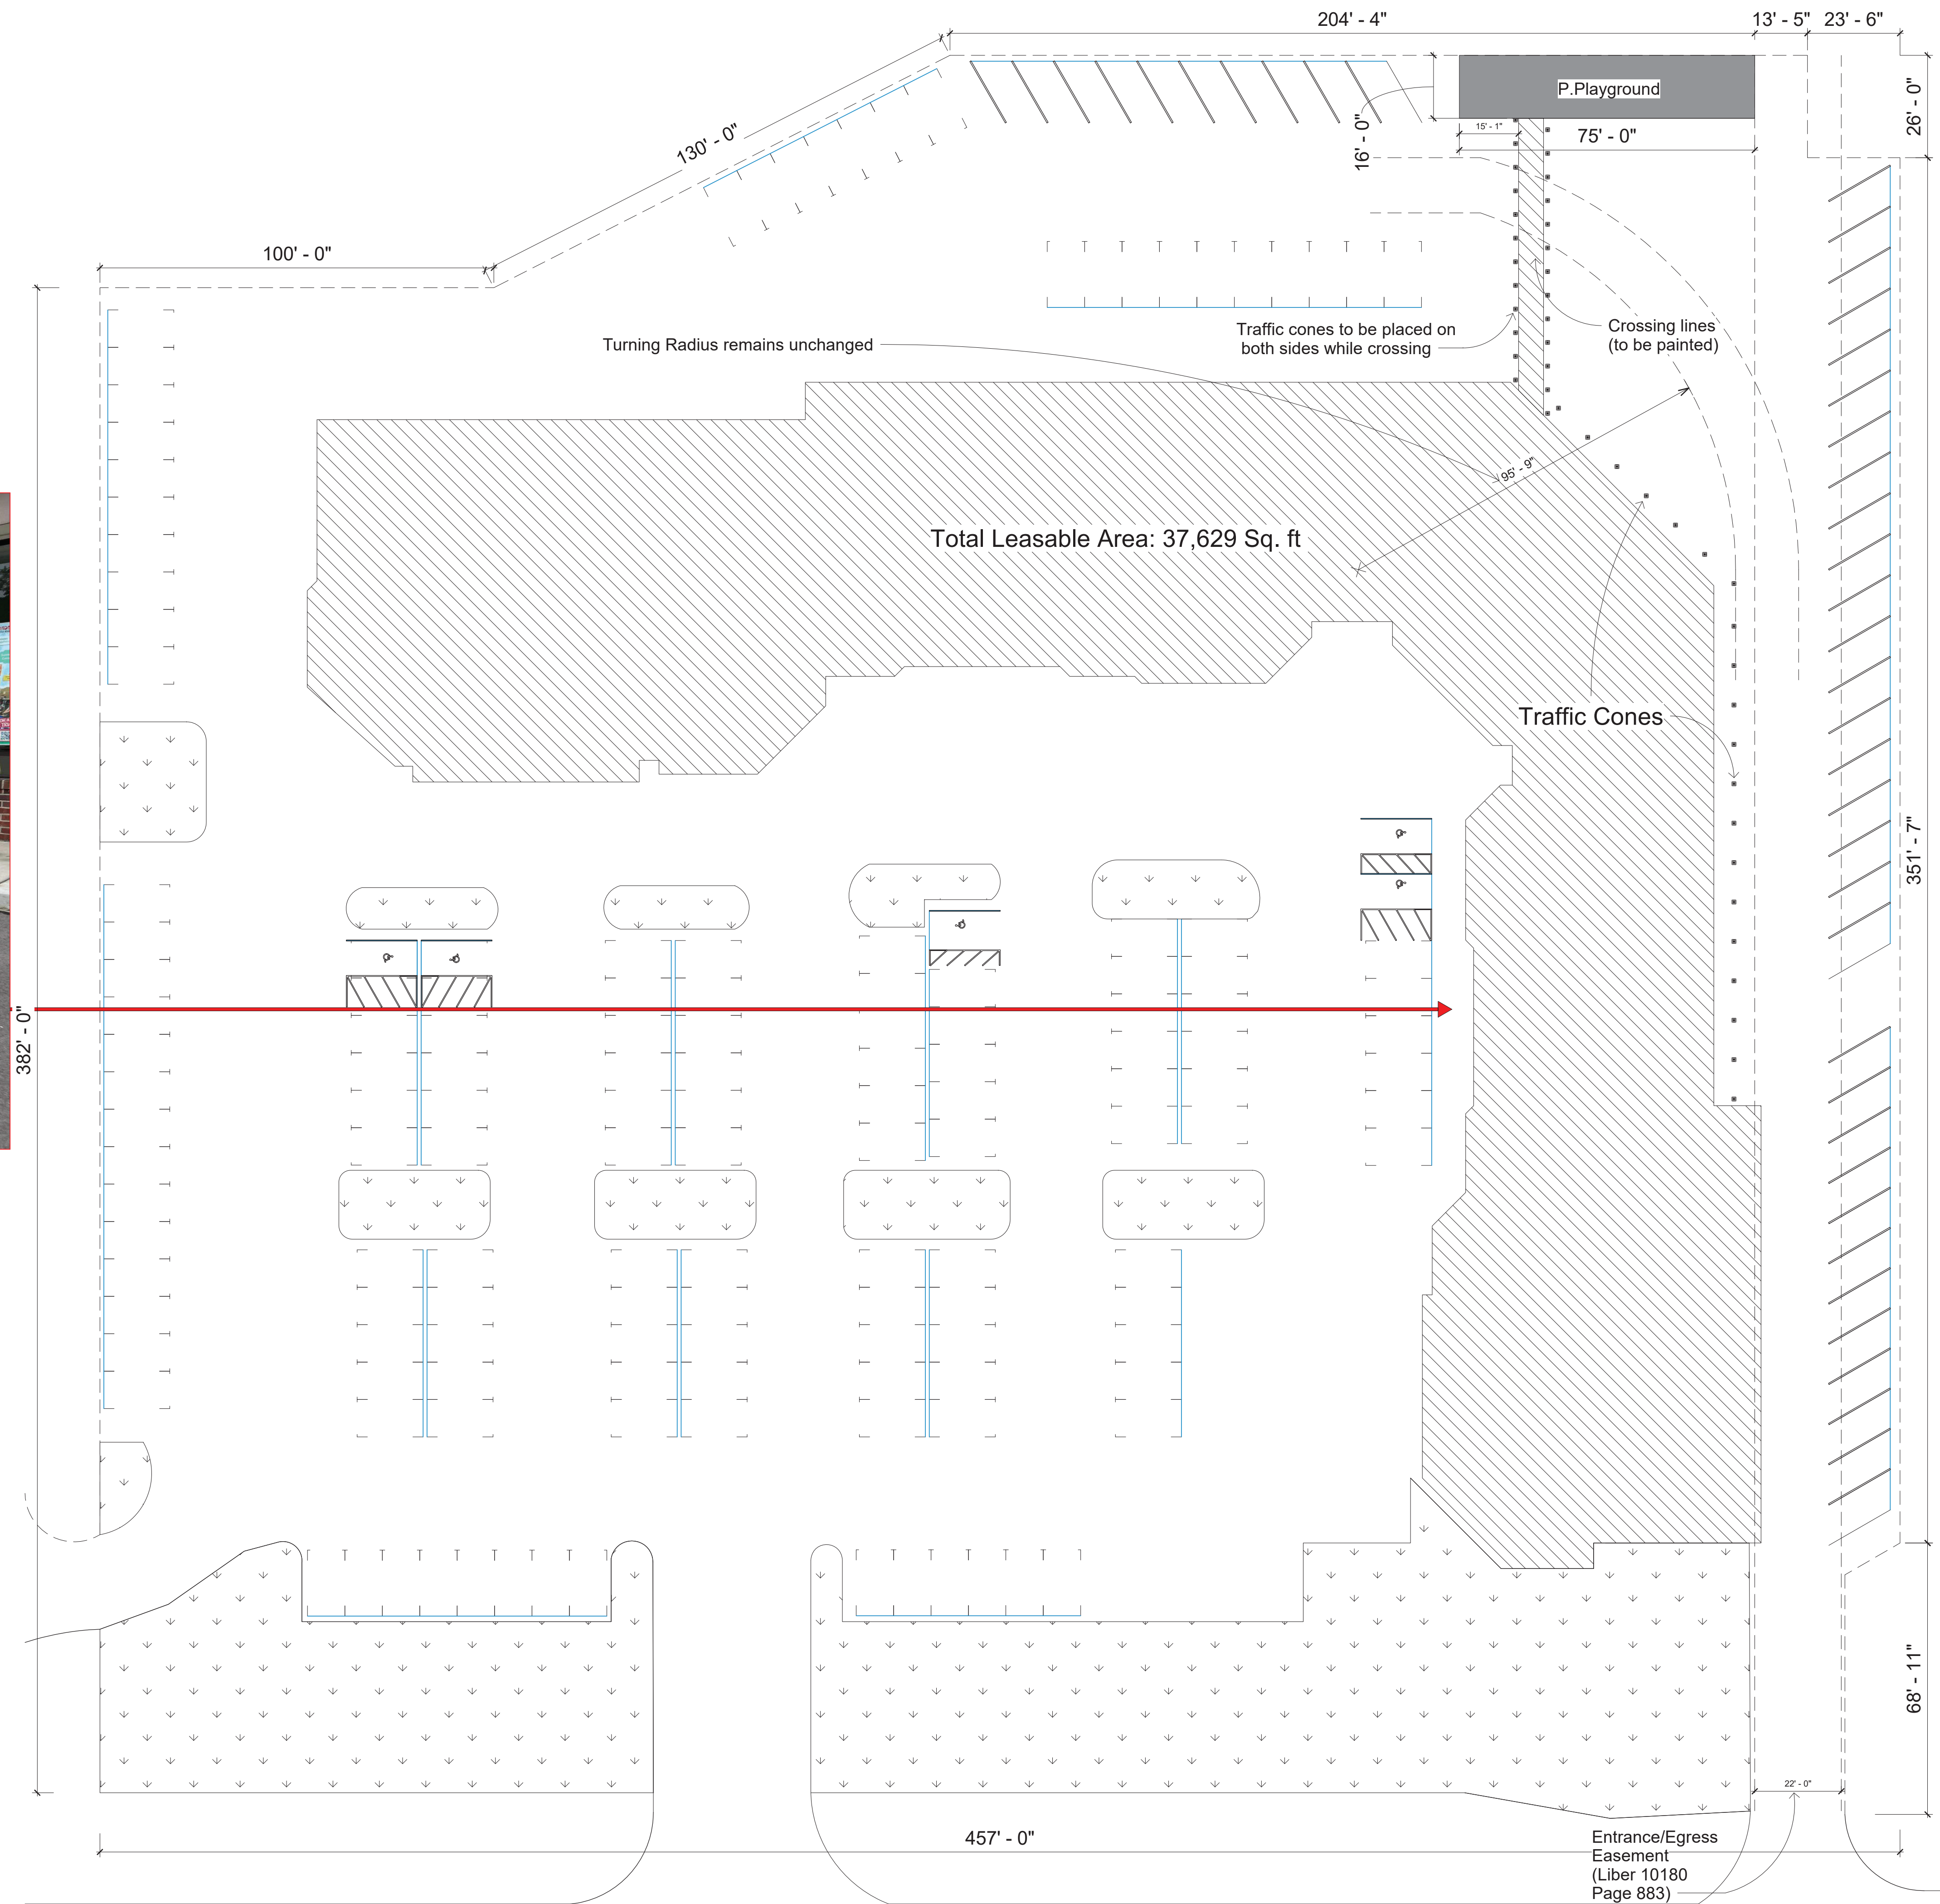 204' - 4"
13' - 5"
23' - 6"
130' - 0"
P.Playground
26' - 0"
15' - 1"
75' - 0"
16' - 0"
100' - 0"
Turning Radius remains unchanged
Traffic cones to be placed on
both sides while crossing
Crossing lines
(to be painted)
95' - 9"
Total Leasable Area: 37,629 Sq. ft
Traffic Cones
351' - 7"
382' - 0"
68' - 11"
22' - 0"
457' - 0"
Entrance/Egress
Easement
(Liber 10180
Page 883)